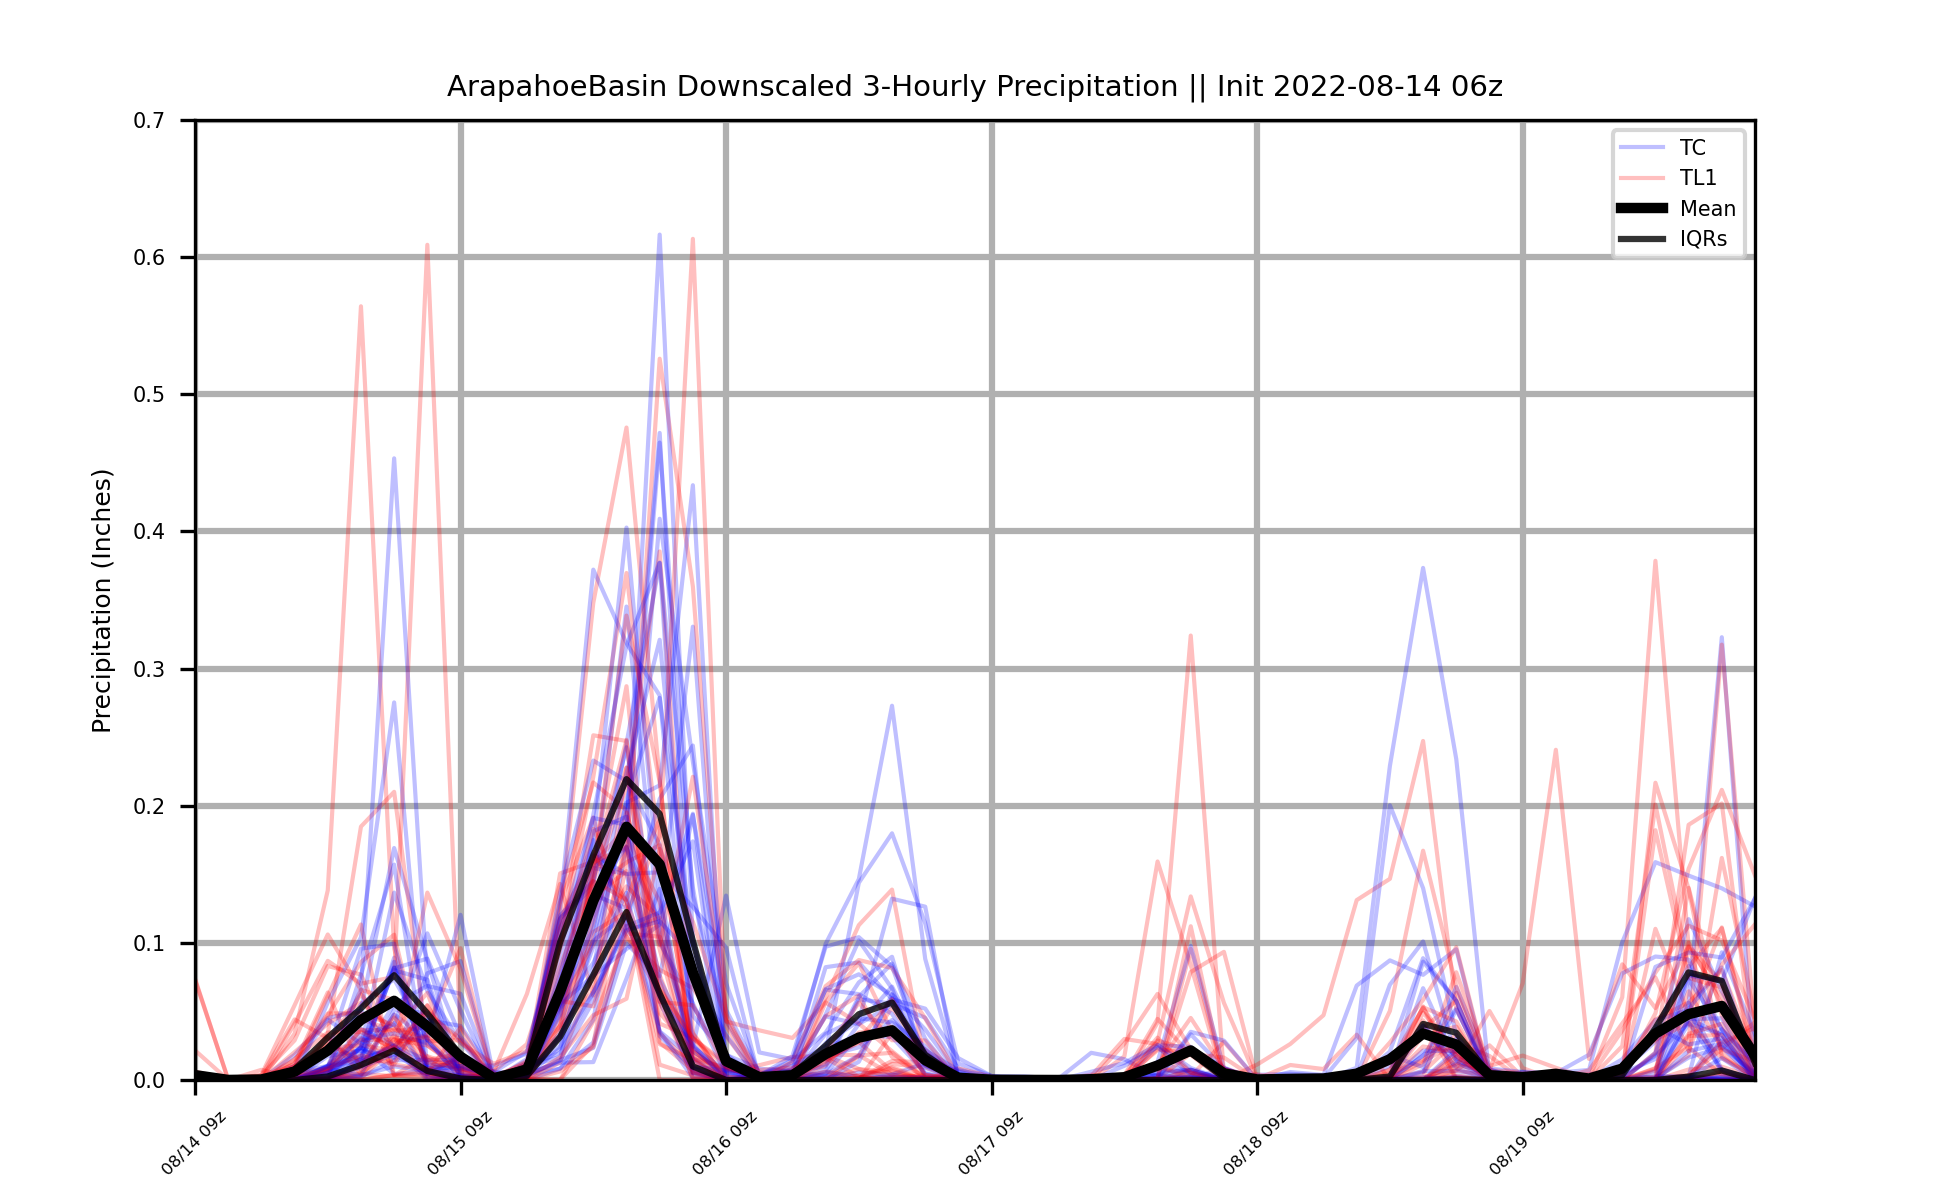 ArapahoeBasin Downscaled 3-Hourly Precipitation || Init 2022-08-14 06z
TC
TL1
Mean
IQRs
Precipitation (Inches)
0.7
0.6
0.5
0.4
0.3
0.2
0.1
0.0
08/14 09z
08/15 09z
08/16 09z
08/17 09z
08/18 09z
08/19 09z